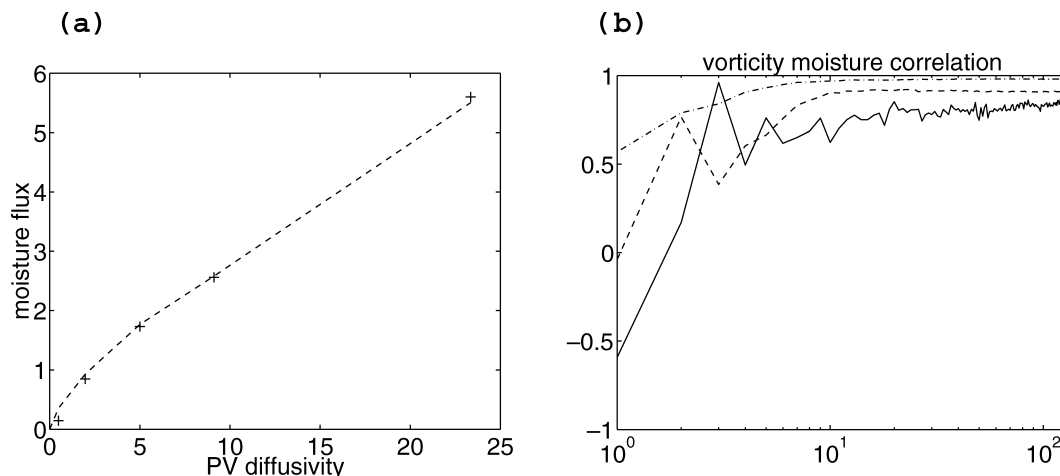 (a)
6
5
4
3
2
1
0
moisture flux
0 5 10 15 20 25
PV diffusivity
(b)
vorticity moisture correlation
1
0.5
0
−0.5
−1
10^0 10^1 10^2